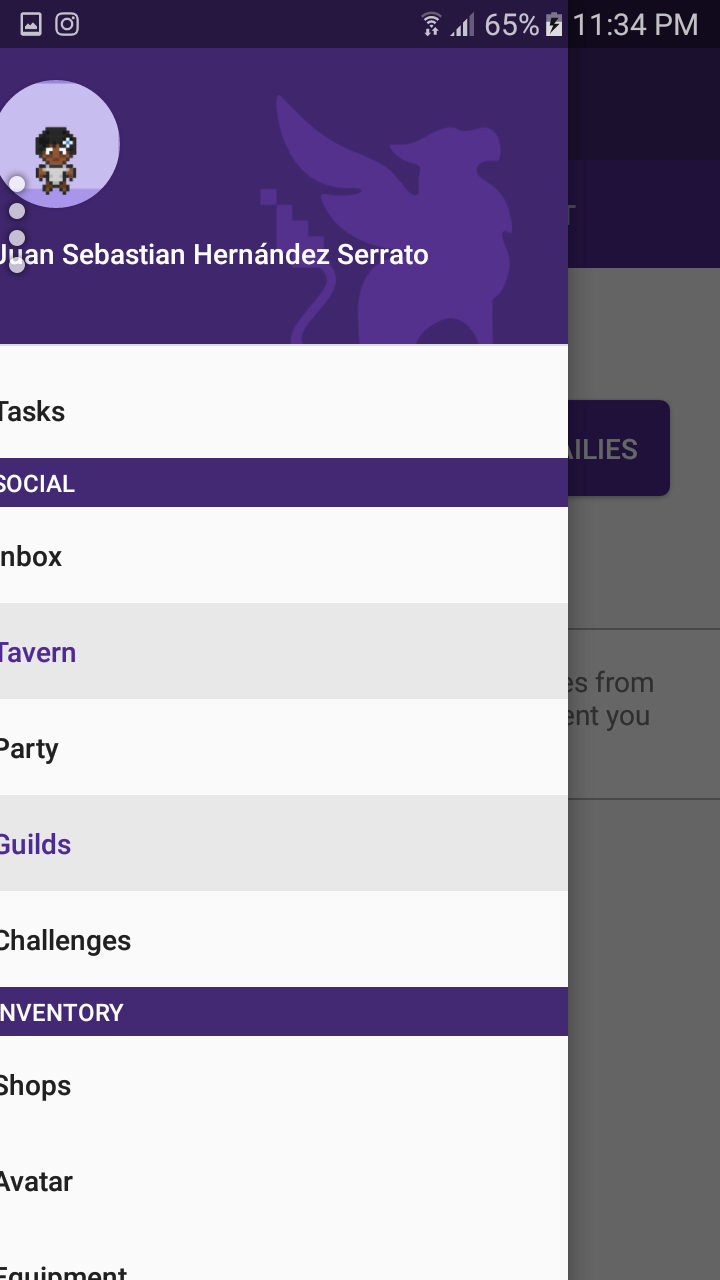 65% 11:34 PM
T
Juan Sebastian Hernández Serrato
Tasks
AILIES
SOCIAL
nbox
Tavern
es from
ent you
Party
Guilds
Challenges
NVENTORY
Shops
Avatar
Equipment